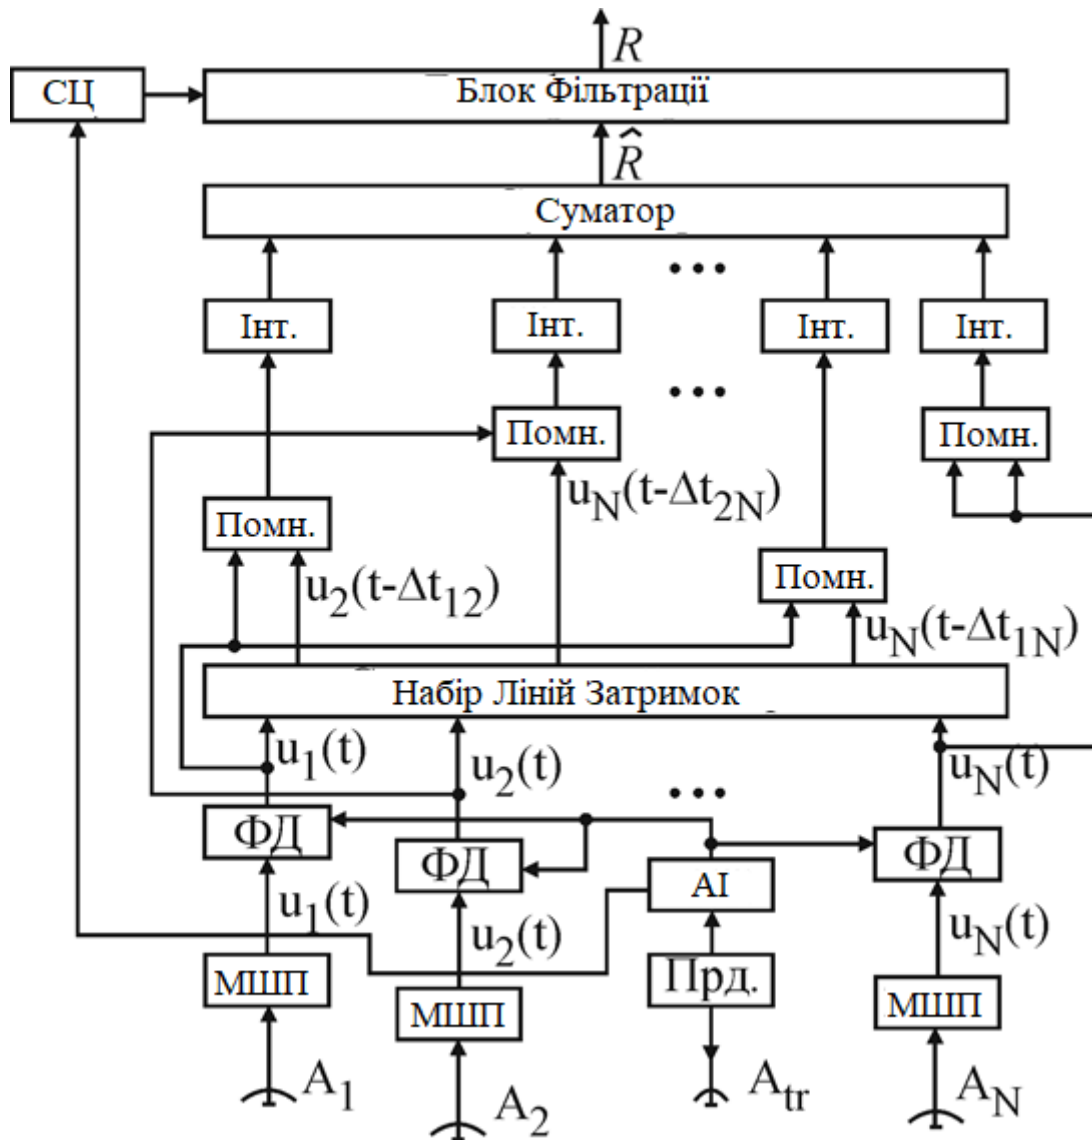 R
СЦ
Блок Фільтрації
R̂
Суматор
...
Інт. Інт. Інт. Інт.
...
Помн. Помн.
u_N(t-Δt_2N)
Помн.
Помн.
u_2(t-Δt_12)
u_N(t-Δt_1N)
Набір Ліній Затримок
u_1(t) u_2(t) u_N(t)
...
ФД ФД ФД
АІ
u_1(t)
u_2(t) u_N(t)
МШП Прд. МШП
МШП
A_1 A_2 A_tr A_N